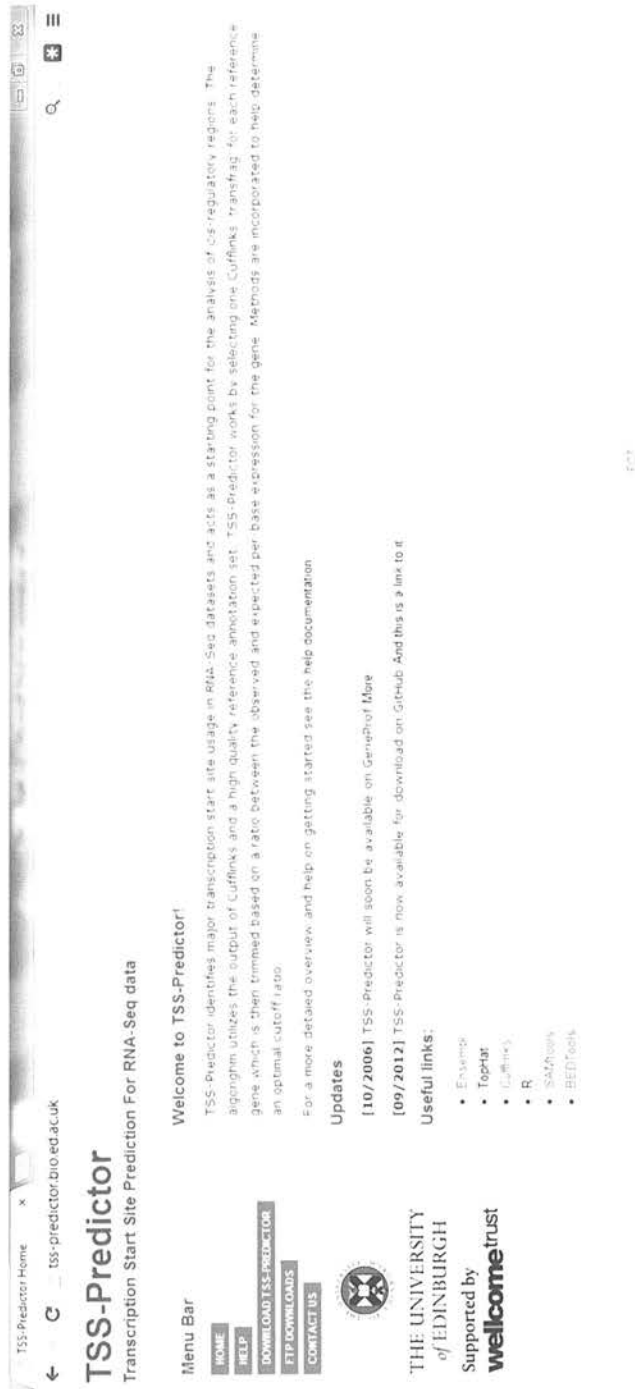 TSS-Predictor Home
tss-predictor.bio.ed.ac.uk
TSS-Predictor
Transcription Start Site Prediction For RNA-Seq data
Menu Bar
HOME
HELP
DOWNLOAD TSS-PREDICTOR
FTP DOWNLOADS
CONTACT US
THE UNIVERSITY
of EDINBURGH
Supported by
wellcometrust
Welcome to TSS-Predictor!
TSS-Predictor identifies major transcription start site usage in RNA-Seq datasets and acts as a starting point for the analysis of cis-regulatory regions. The
algorighm utilizes the output of Cufflinks and a high quality reference annotation set. TSS-Predictor works by selecting one Cufflinks 'transfrag' for each reference
gene which is then trimmed based on a ratio between the observed and expected per base expression for the gene. Methods are incorporated to help determine
an optimal cutoff ratio.
For a more detailed overview and help on getting started see the help documentation
Updates
[10/2006] TSS-Predictor will soon be available on GeneProf More
[09/2012] TSS-Predictor is now available for download on GitHub And this is a link to it
Useful links:
• Ensembl
• TopHat
• Cufflinks
• R
• SAMtools
• BEDTools